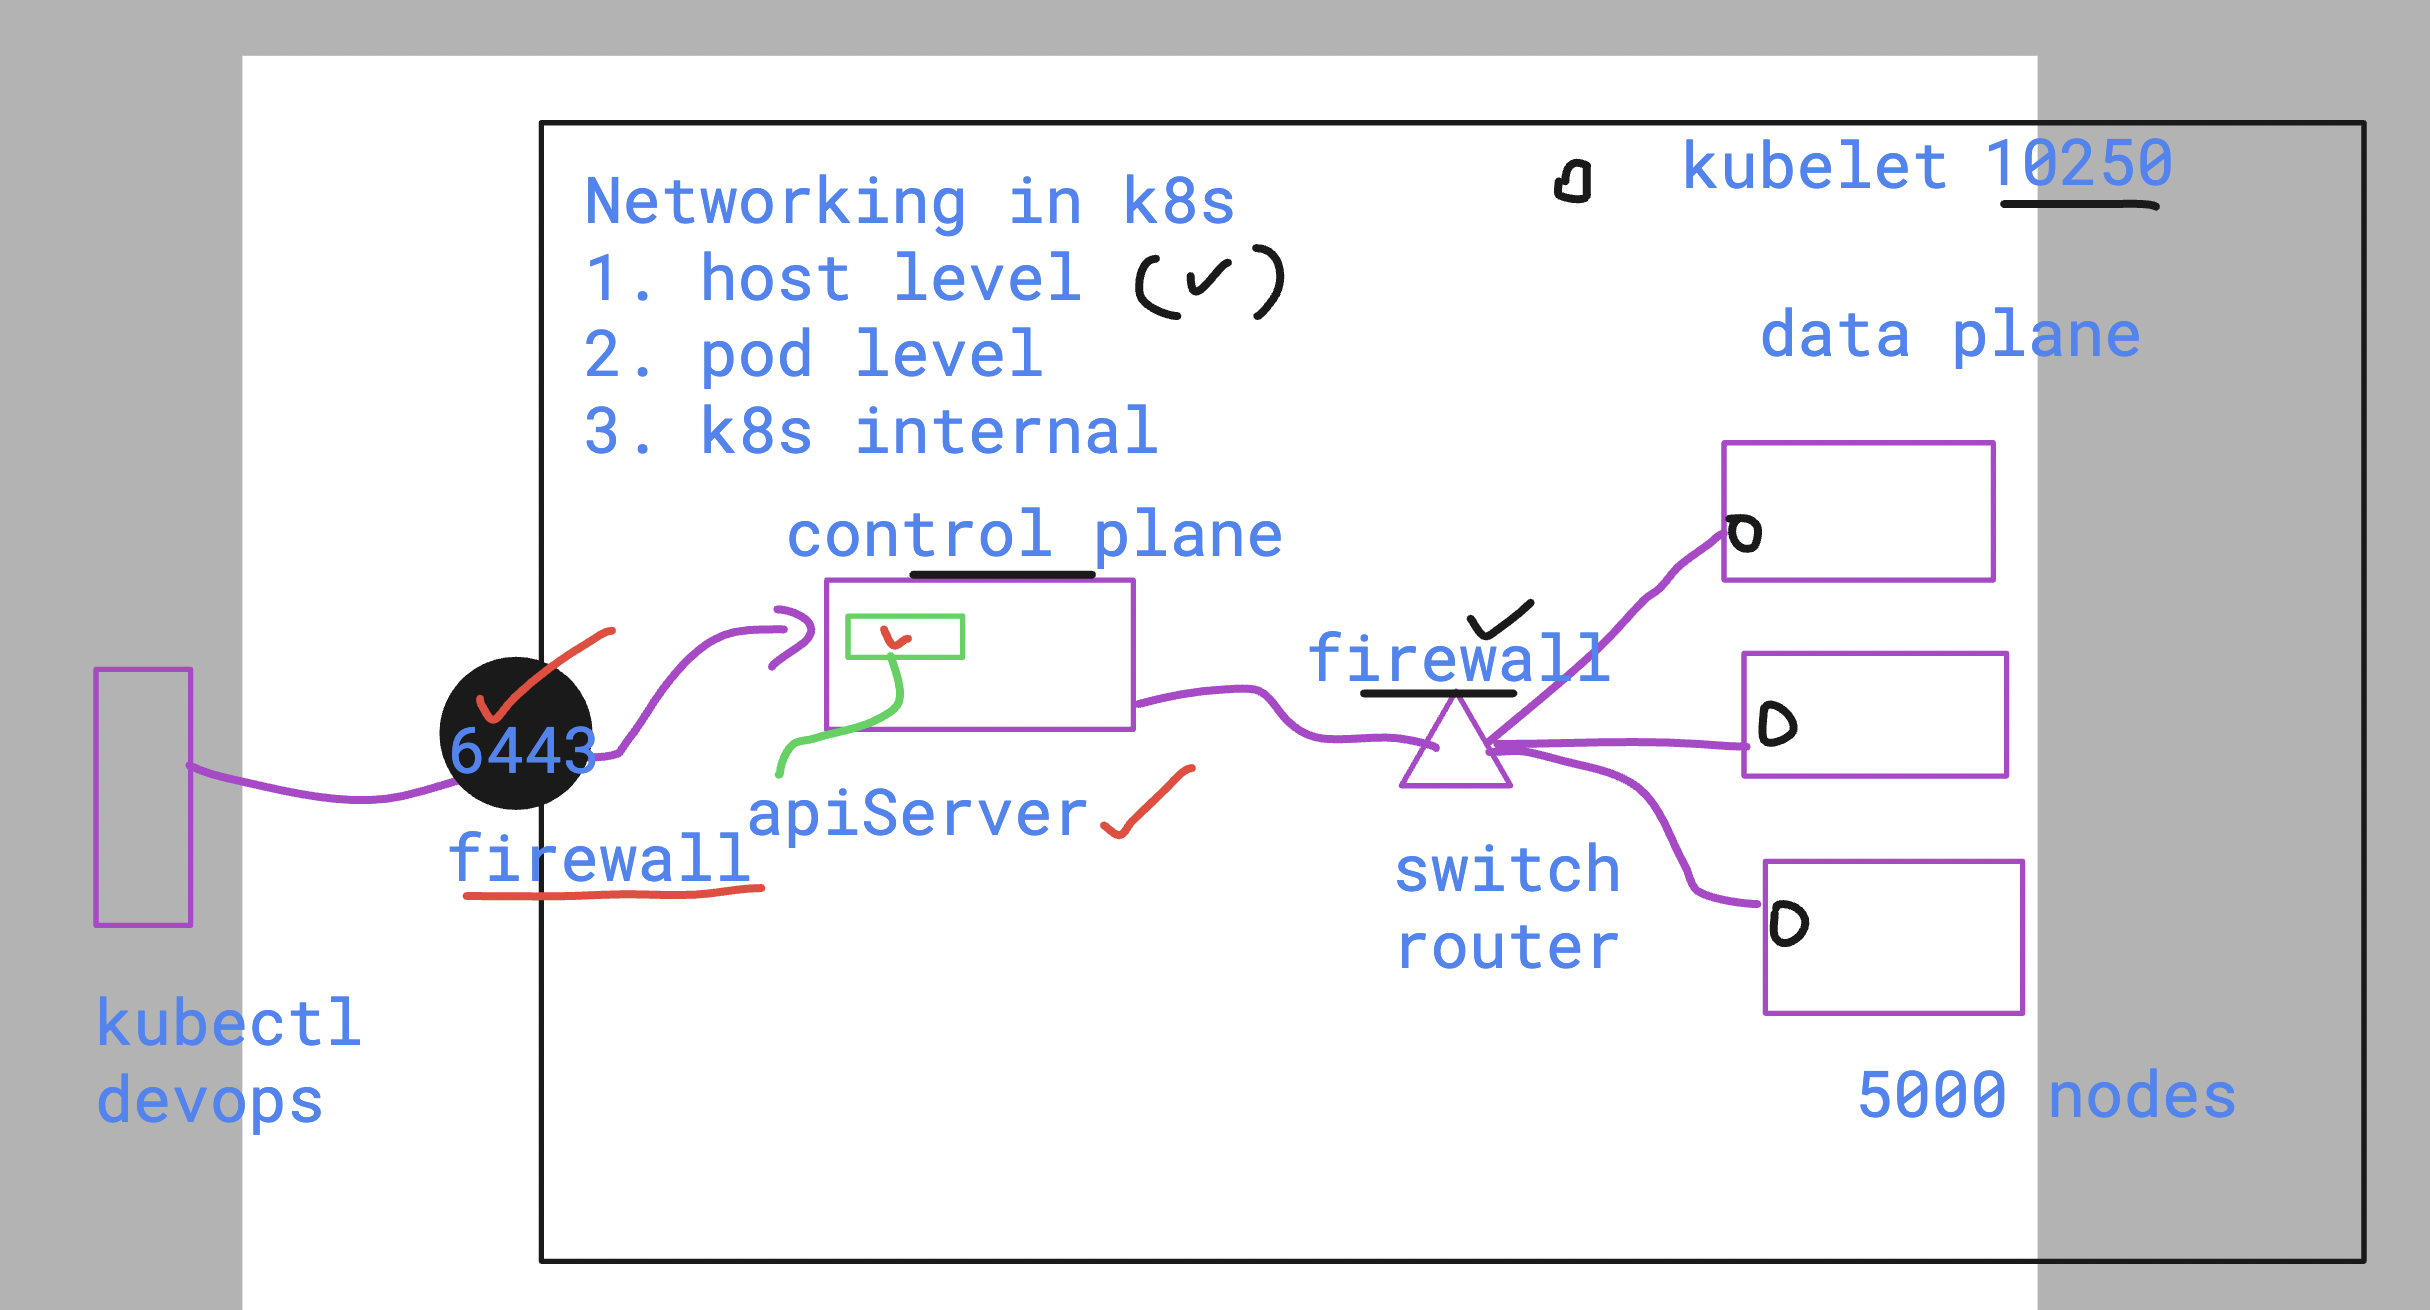 kubelet 10250
Networking in k8s
1. host level (✓)
2. pod level
3. k8s internal
data plane
control plane
firewall
6443
apiServer
firewall
switch
router
kubectl
devops
5000 nodes